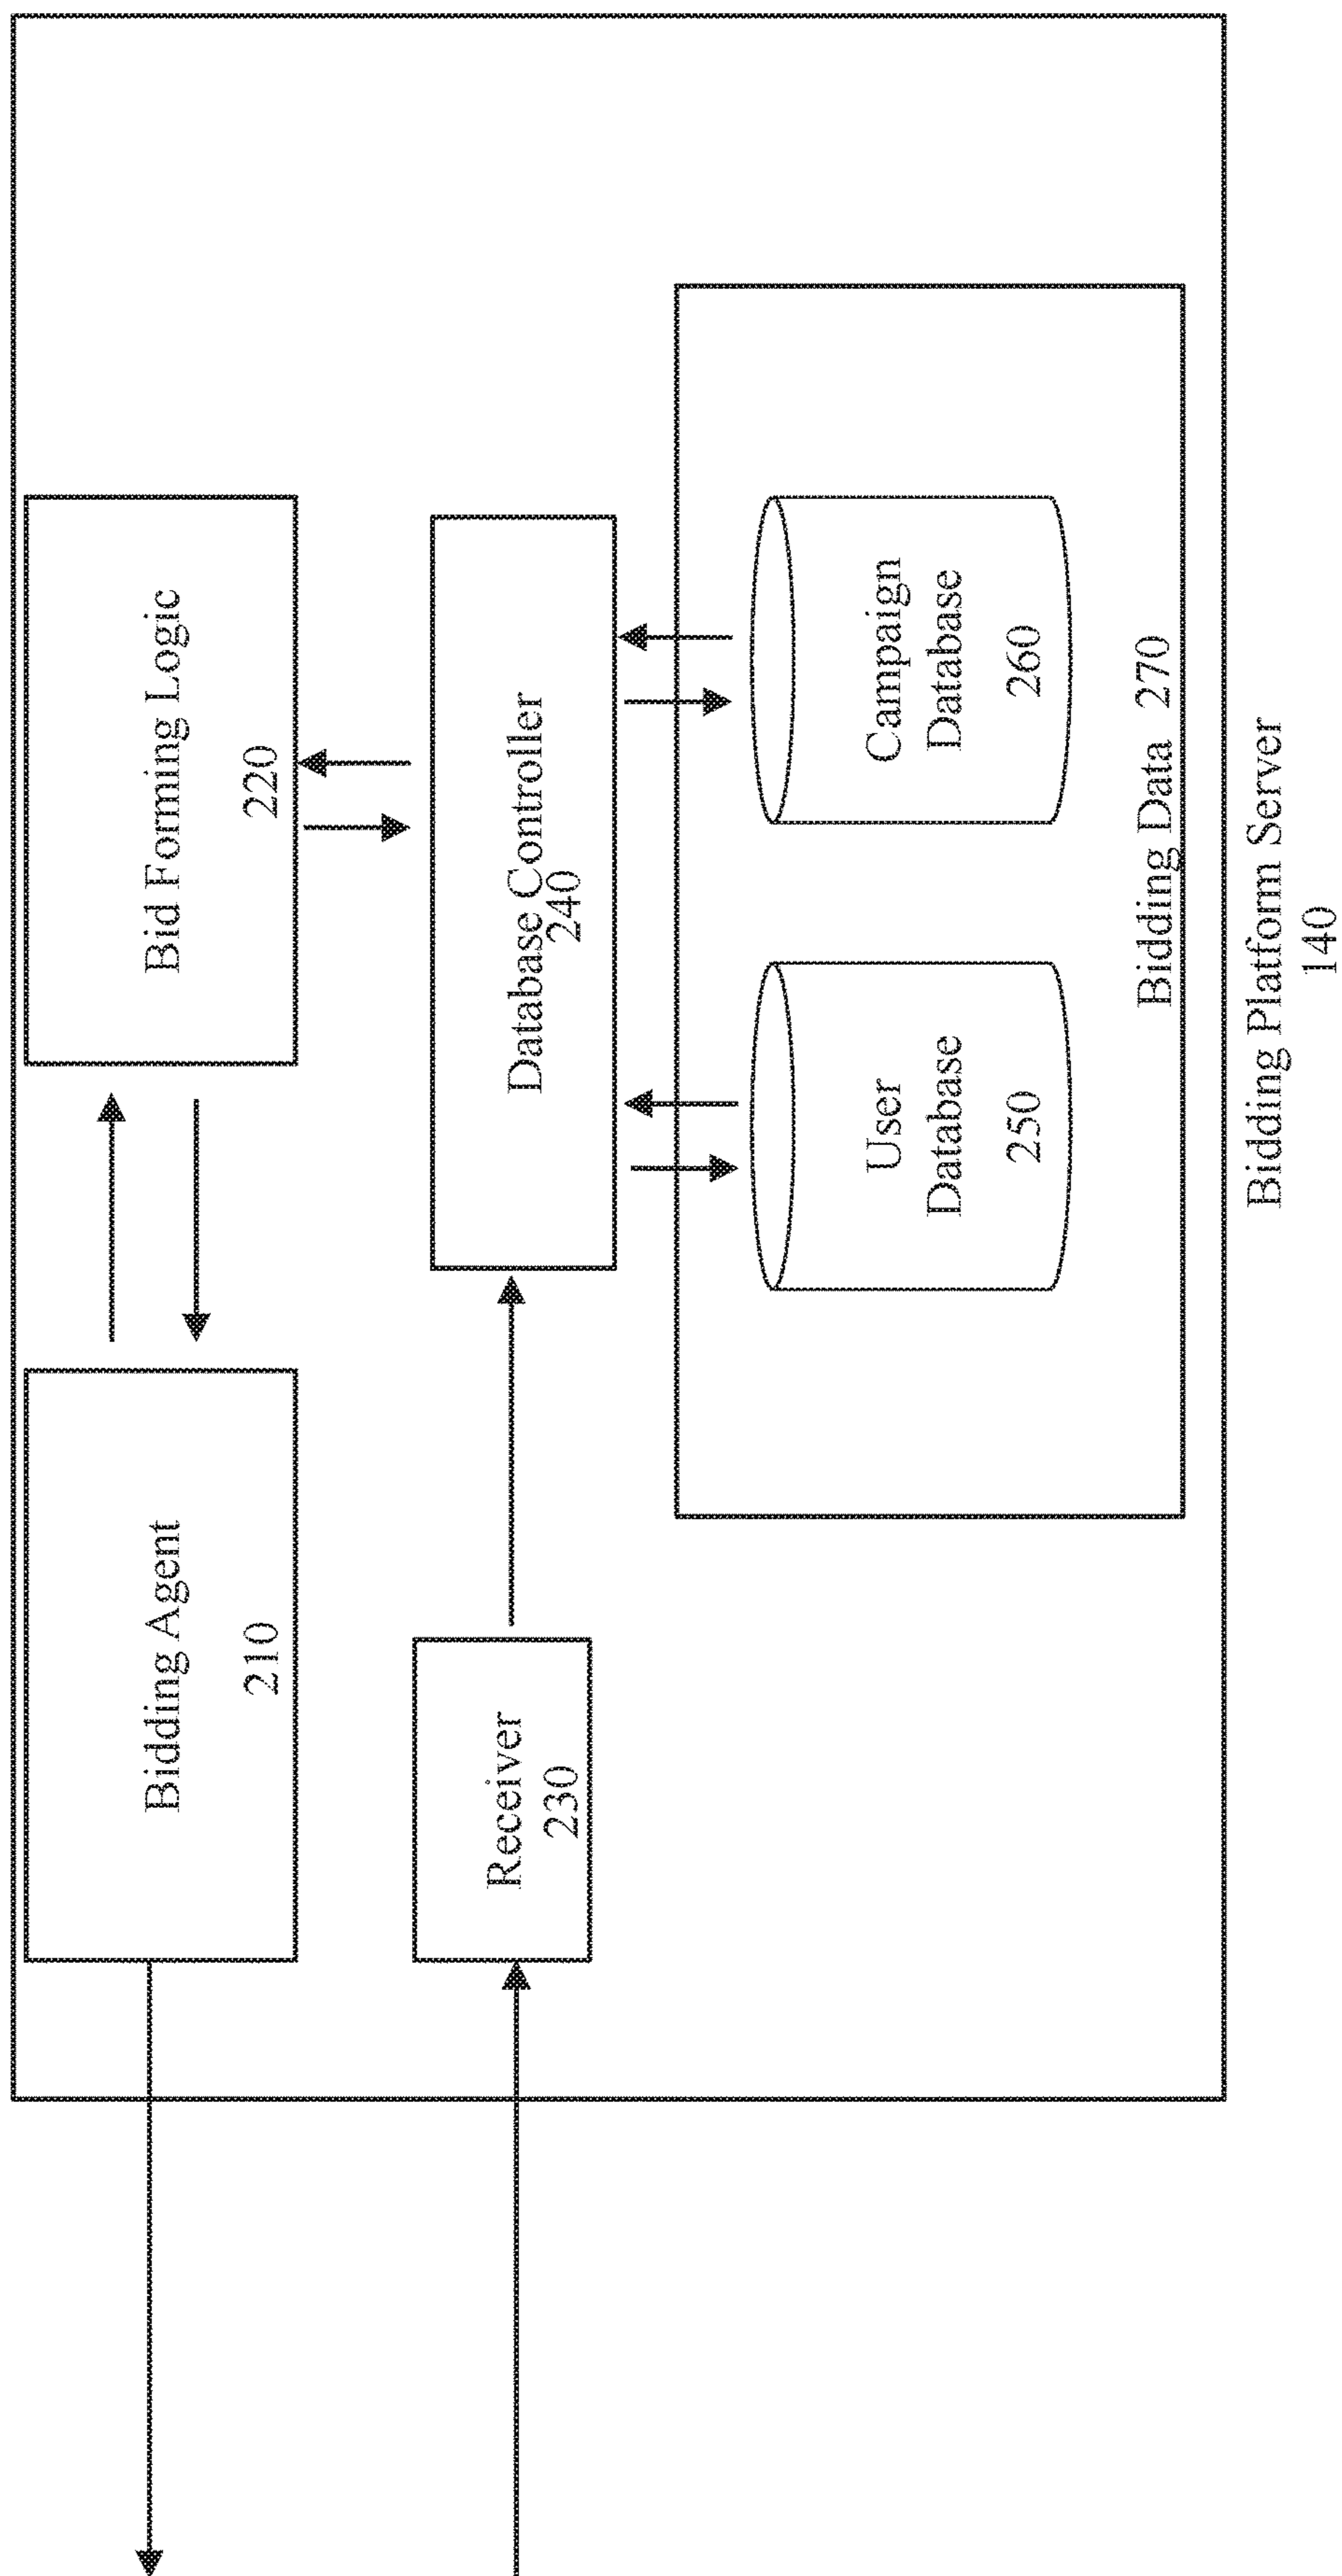 Bidding Agent
210
Bid Forming Logic
220
Receiver
230
Database Controller
240
User
Database
250
Campaign
Database
260
Bidding Data 270
Bidding Platform Server
140